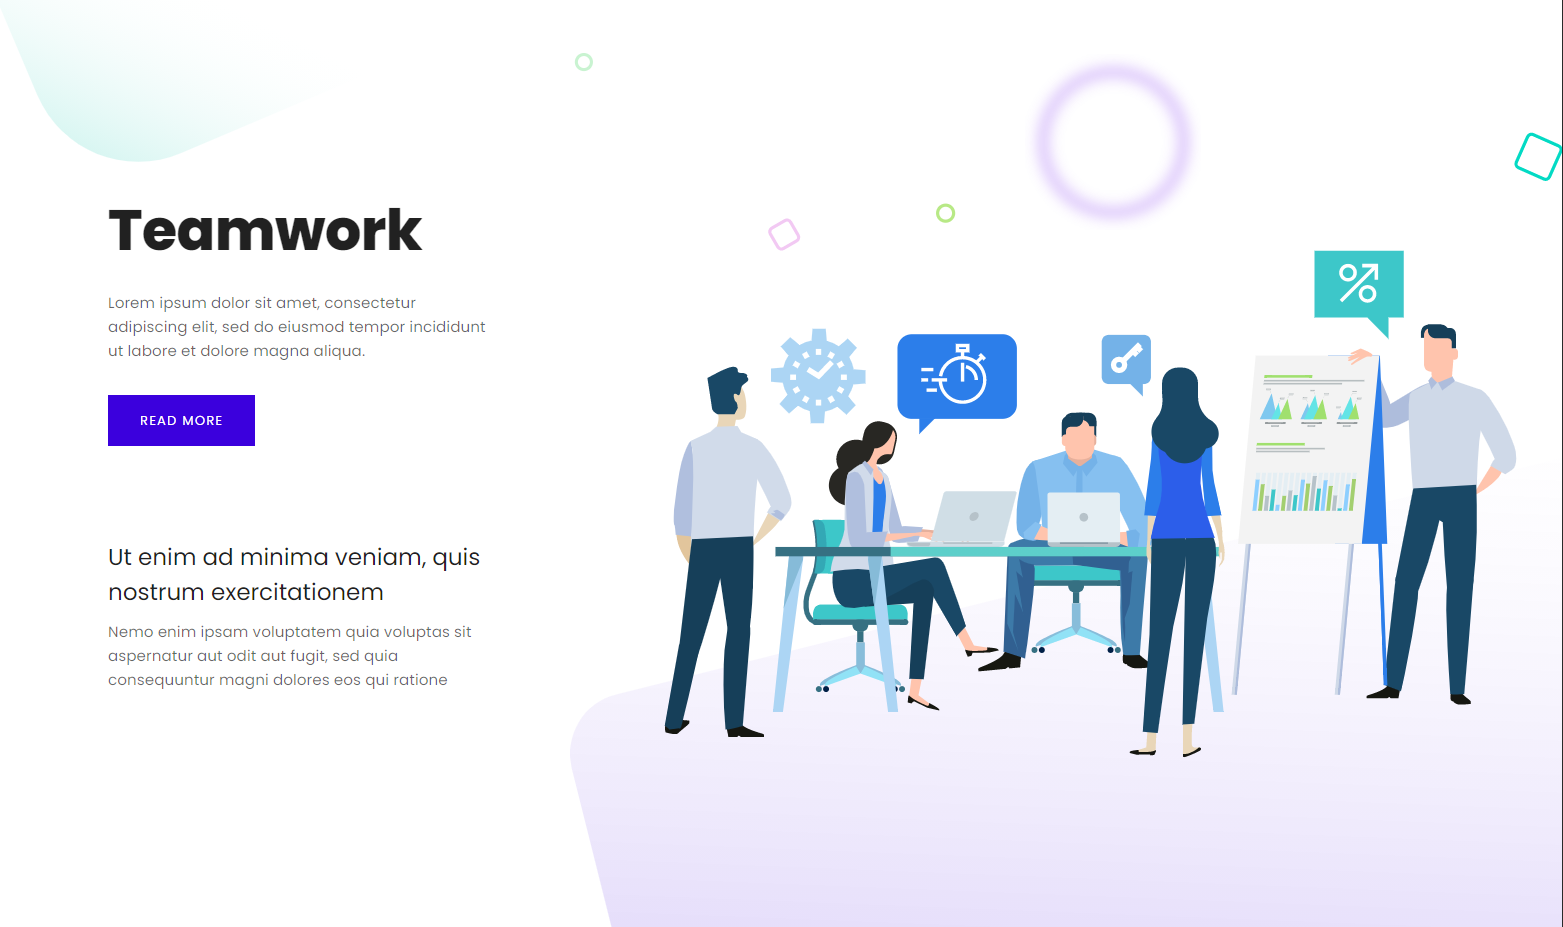 Teamwork
Lorem ipsum dolor sit amet, consectetur
adipiscing elit, sed do eiusmod tempor incididunt
ut labore et dolore magna aliqua.
READ MORE
Ut enim ad minima veniam, quis
nostrum exercitationem
Nemo enim ipsam voluptatem quia voluptas sit
aspernatur aut odit aut fugit, sed quia
consequuntur magni dolores eos qui ratione